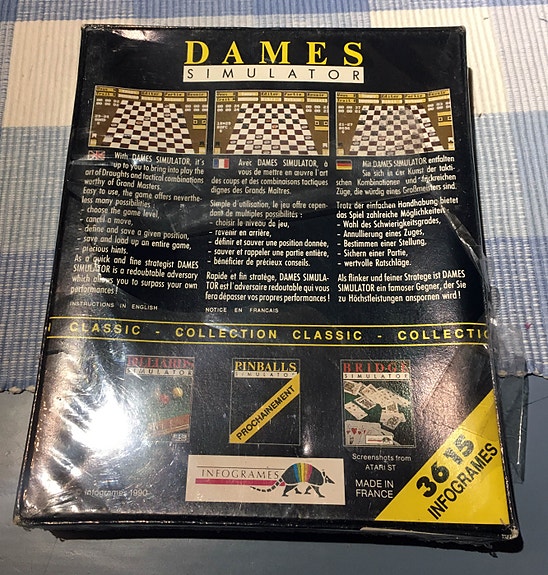 DAMES
SIMULATOR
With DAMES SIMULATOR, it's
up to you to bring into play the
art of Draughts and tactical combinations
worthy of Grand Masters.
Easy to use, the game offers neverthe-
less many possibilities :
- choose the game level,
- cancel a move,
- define and save a given position,
- save and load up an entire game,
- precious hints.
As a quick and fine strategist DAMES
SIMULATOR is a redoubtable adversary
which allows you to surpass your own
performances !
INSTRUCTIONS IN ENGLISH
Avec DAMES SIMULATOR, à
vous de mettre en œuvre l'art
des coups et des combinaisons tactiques
dignes des Grands Maîtres.
Simple d'utilisation, le jeu offre cepen-
dant de multiples possibilités :
- choisir le niveau de jeu,
- revenir en arrière,
- définir et sauver une position donnée,
- sauver et rappeler une partie entière,
- bénéficier de précieux conseils.
Rapide et fin stratège, DAMES SIMULA-
TOR est l'adversaire redoutable qui vous
fera dépasser vos propres performances !
NOTICE EN FRANCAIS
Mit DAMES SIMULATOR entfalten
Sie sich in der Kunst der takti-
schen Kombinationen und trickreichen
Züge, die würdig eines Großmeisters sind.
Trotz der einfachen Handhabung bietet
das Spiel zahlreiche Möglichkeiten:
- Wahl des Schwierigkeitsgrades,
- Annullierung eines Zuges,
- Bestimmen einer Stellung,
- Sichern einer Partie,
- wertvolle Ratschläge.
Als flinker und feiner Stratege ist DAMES
SIMULATOR ein famoser Gegner, der Sie
zu Höchstleistungen anspornen wird !
N CLASSIC - COLLECTION CLASSIC - COLLECTIO
BILLIARDS
SIMULATOR
PINBALLS
SIMULATOR
PROCHAINEMENT
BRIDGE
SIMULATOR
Screenshots from
ATARI ST
MADE IN
FRANCE
INFOGRAMES
infogrames 1990
36 15
INFOGRAMES